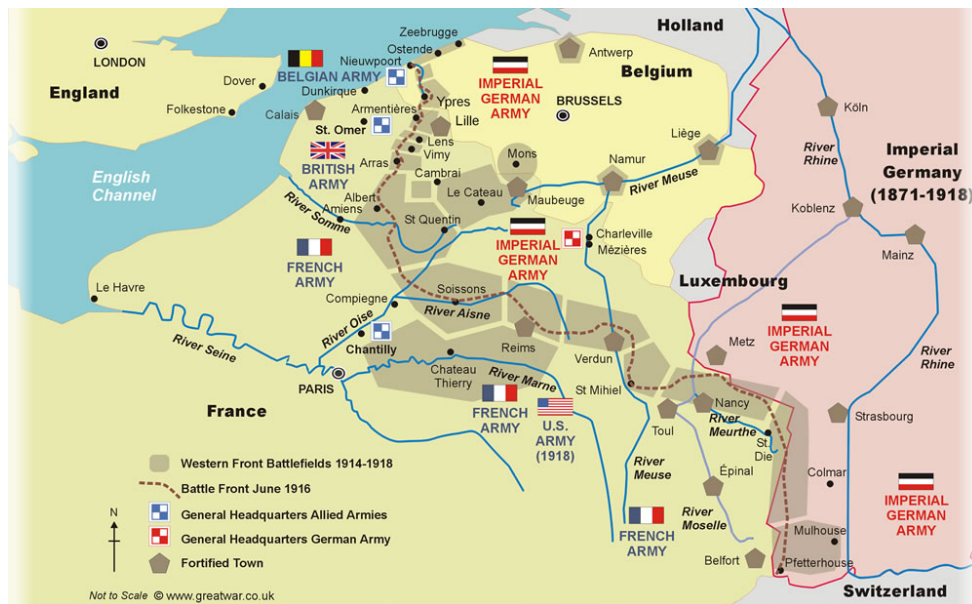 Holland
Zeebrugge
Ostende
LONDON
Nieuwpoort
Antwerp
BELGIAN ARMY
IMPERIAL
GERMAN
ARMY
Belgium
England
Dover
Dunkirque
BRUSSELS
Folkestone
Calais
Armentières
Ypres
Köln
St. Omer
Lille
Liège
River
Rhine
Imperial
Germany
(1871-1918)
Lens
Vimy
BRITISH
ARMY
Arras
Mons
Namur
English
Channel
Cambrai
River Meuse
Le Cateau
Maubeuge
Albert
Amiens
River Somme
St Quentin
Koblenz
Charleville
Mézières
IMPERIAL
GERMAN
ARMY
Mainz
FRENCH
ARMY
Luxembourg
Le Havre
Compiegne
Soissons
River Aisne
IMPERIAL
GERMAN
ARMY
River Oise
River Seine
Chantilly
Reims
Verdun
Metz
River
Rhine
PARIS
Chateau
Thierry
River Marne
St Mihiel
France
FRENCH
ARMY
U.S.
ARMY
(1918)
Nancy
Toul
River
Meurthe
Strasbourg
St.
Die
Western Front Battlefields 1914-1918
River
Meuse
Épinal
Colmar
Battle Front June 1916
IMPERIAL
GERMAN
ARMY
N
General Headquarters Allied Armies
River
Moselle
General Headquarters German Army
FRENCH
ARMY
Mulhouse
Fortified Town
Belfort
Pfetterhouse
Not to Scale © www.greatwar.co.uk
Switzerland